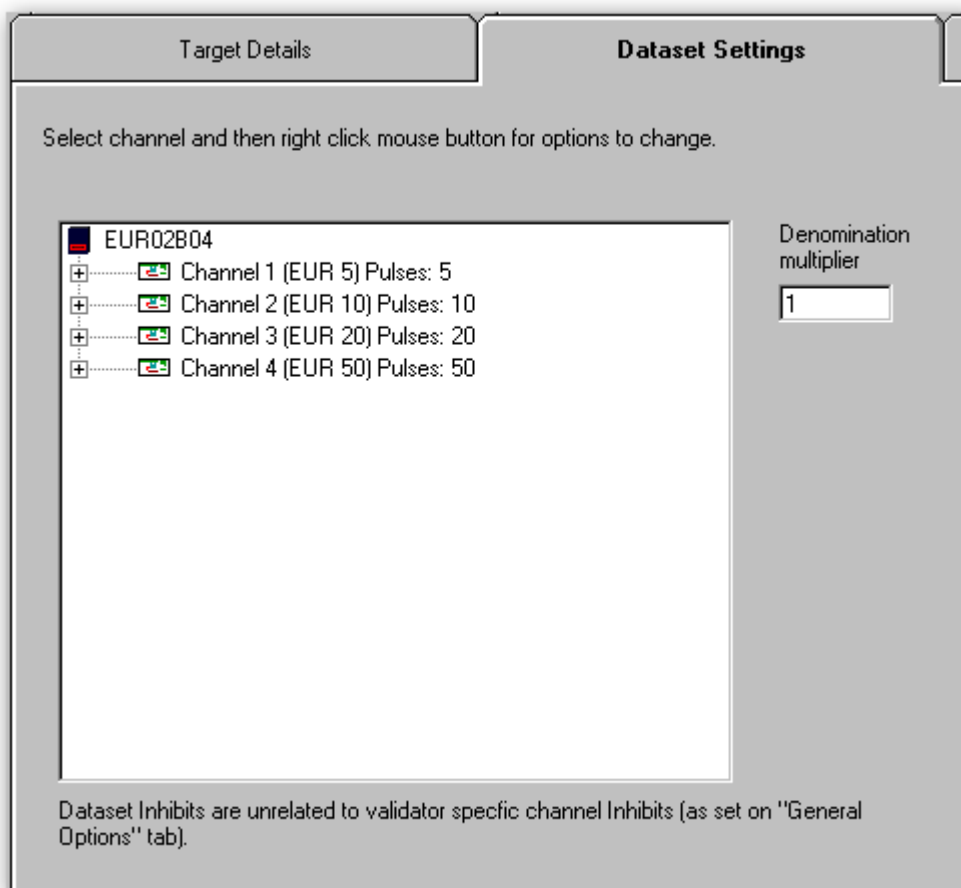 Target Details
Dataset Settings
Select channel and then right click mouse button for options to change.
EUR02B04
Channel 1 (EUR 5) Pulses: 5
Channel 2 (EUR 10) Pulses: 10
Channel 3 (EUR 20) Pulses: 20
Channel 4 (EUR 50) Pulses: 50
Denomination
multiplier
1
Dataset Inhibits are unrelated to validator specfic channel Inhibits (as set on "General
Options" tab).